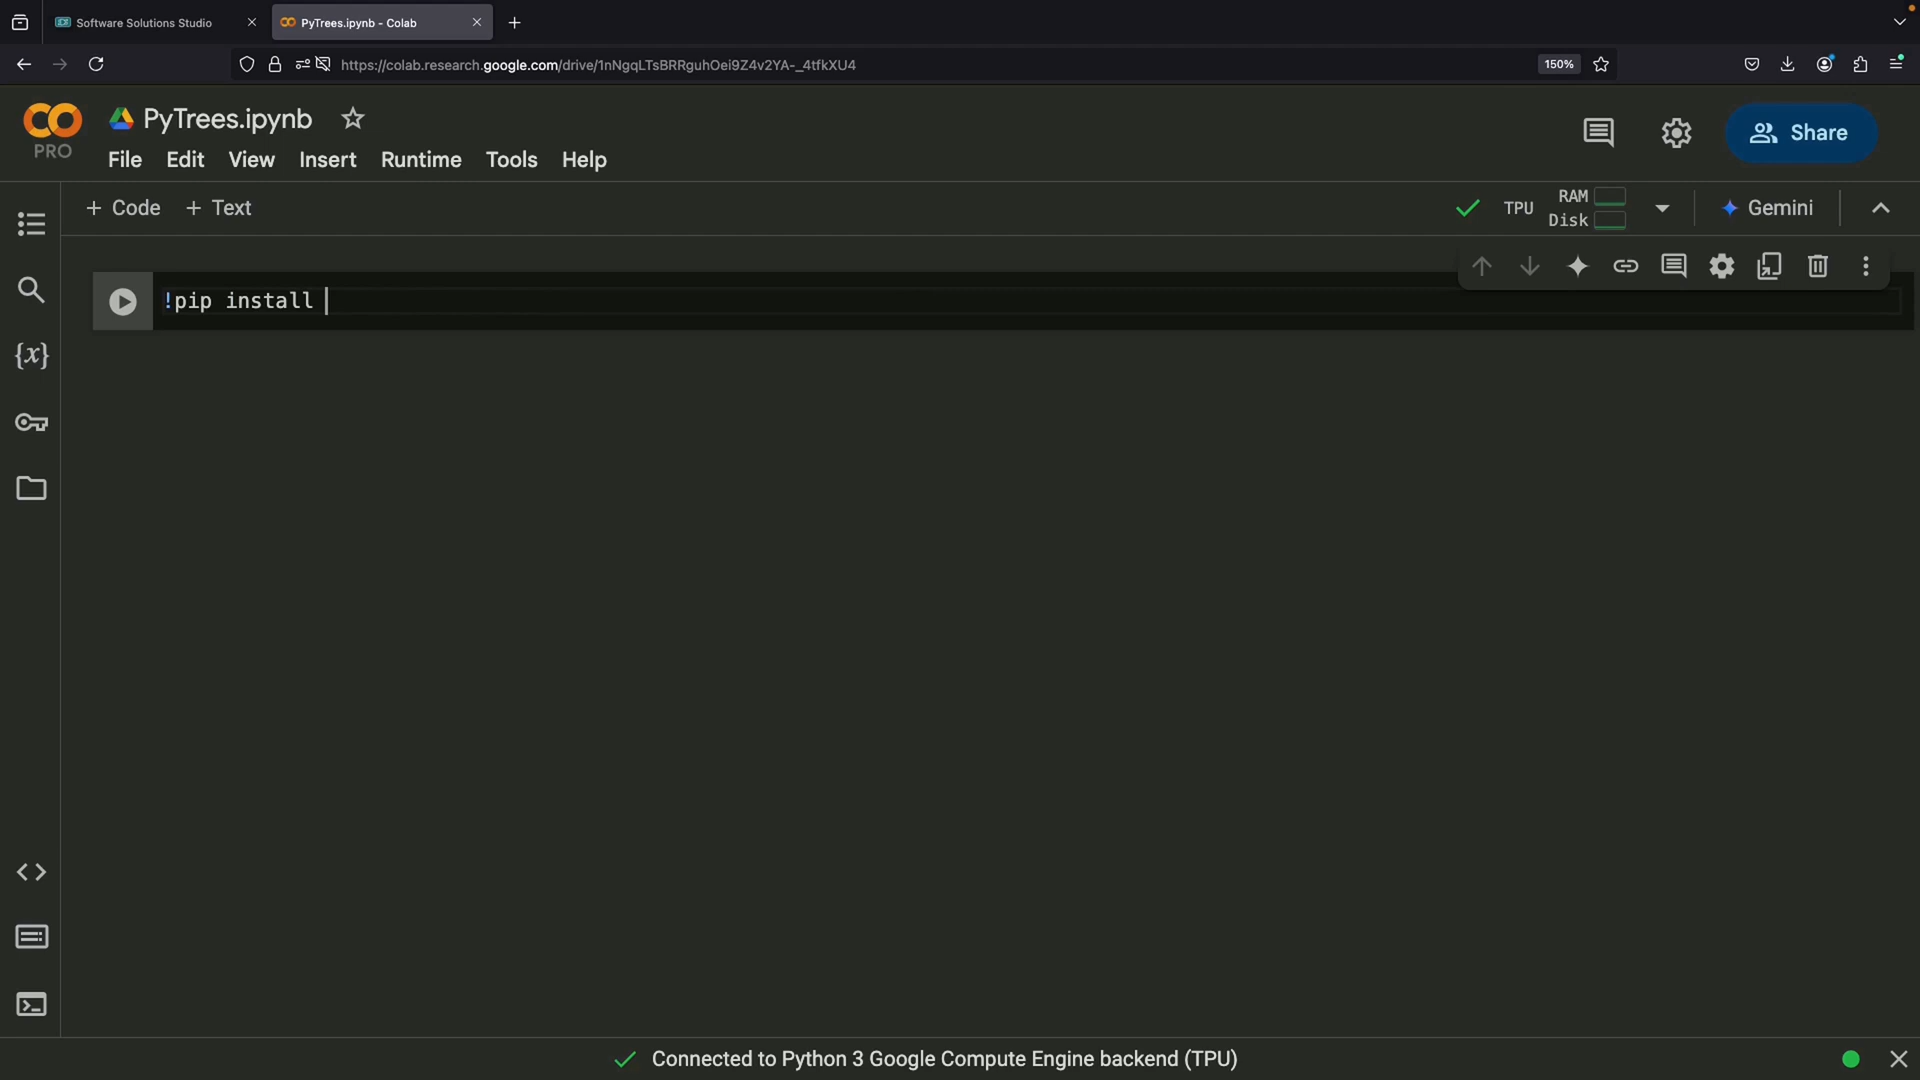 Software Solutions Studio
PyTrees.ipynb - Colab
https://colab.research.google.com/drive/1nNgqLTsBRRguhOei9Z4v2YA-_4tfkXU4
150%
PRO
PyTrees.ipynb
File Edit View Insert Runtime Tools Help
Share
+ Code + Text
TPU
RAM
Disk
Gemini
!pip install
{x}
Connected to Python 3 Google Compute Engine backend (TPU)